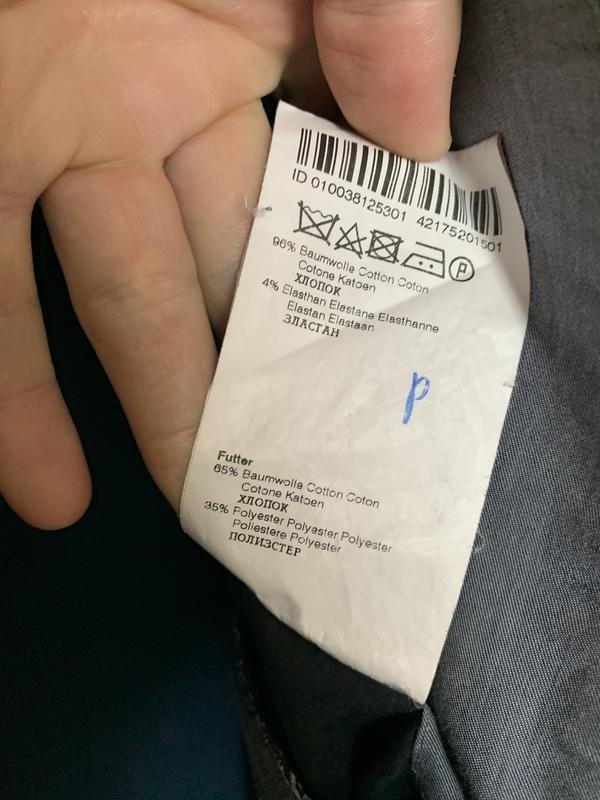 ID 010038125301 42175201501
P
96% Baumwolle Cotton Coton
Cotone Katoen
ХЛОПОК
4% Elasthan Elastane Elasthanne
Elastan Elastaan
ЭЛАСТАН
p
Futter
65% Baumwolle Cotton Coton
Cotone Katoen
ХЛОПОК
35% Polyester Polyester Polyester
Poliestere Polyester
ПОЛИЭСТЕР